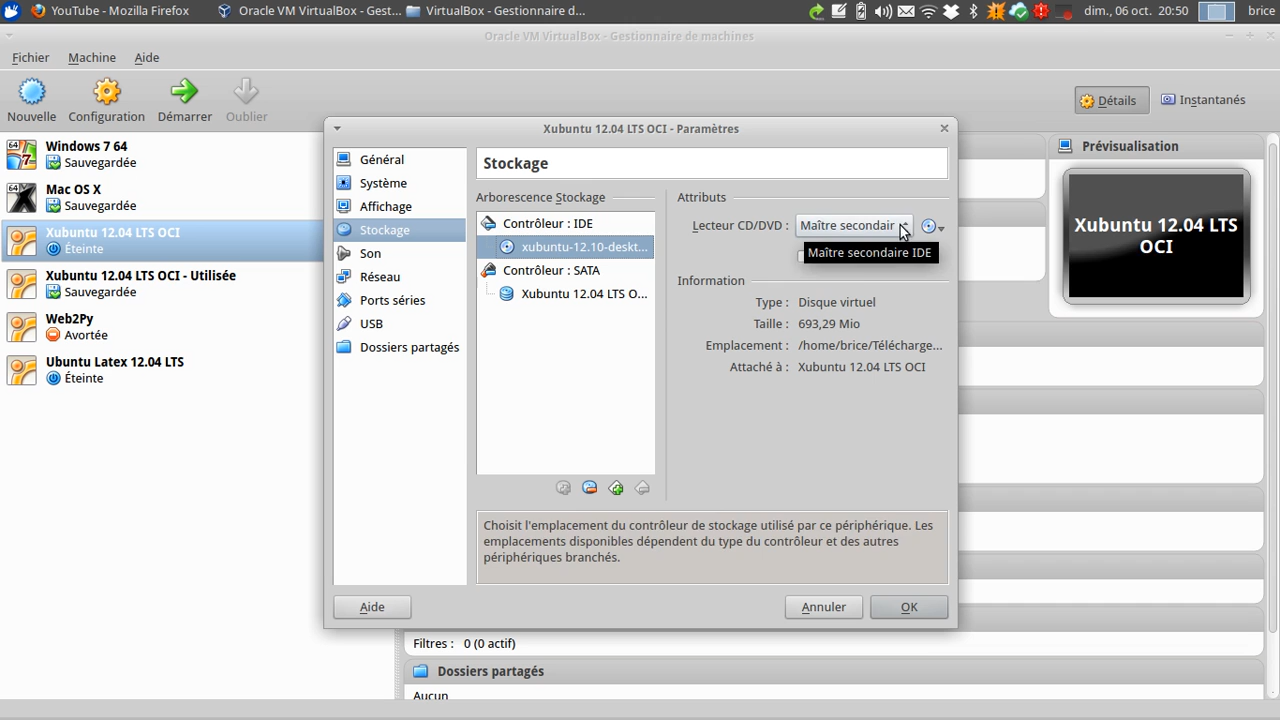 YouTube - Mozilla Firefox
Oracle VM VirtualBox - Gest...
VirtualBox - Gestionnaire d...
dim., 06 oct. 20:50
brice
Oracle VM VirtualBox - Gestionnaire de machines
Fichier Machine Aide
Nouvelle Configuration Démarrer Oublier
Détails Instantanés
64
Windows 7 64
Sauvegardée
64
Mac OS X
Sauvegardée
Xubuntu 12.04 LTS OCI
Éteinte
Xubuntu 12.04 LTS OCI - Utilisée
Sauvegardée
Web2Py
Avortée
Ubuntu Latex 12.04 LTS
Éteinte
Xubuntu 12.04 LTS OCI - Paramètres
Général
Système
Affichage
Stockage
Son
Réseau
Ports séries
USB
Dossiers partagés
Stockage
Arborescence Stockage
Contrôleur : IDE
xubuntu-12.10-deskt...
Contrôleur : SATA
Xubuntu 12.04 LTS O...
Attributs
Lecteur CD/DVD : Maître secondair
Maître secondaire IDE
Information
Type : Disque virtuel
Taille : 693,29 Mio
Emplacement : /home/brice/Télécharge...
Attaché à : Xubuntu 12.04 LTS OCI
Choisit l'emplacement du contrôleur de stockage utilisé par ce périphérique. Les
emplacements disponibles dépendent du type du contrôleur et des autres
périphériques branchés.
Aide Annuler OK
Prévisualisation
Xubuntu 12.04 LTS
OCI
Filtres : 0 (0 actif)
Dossiers partagés
Aucun